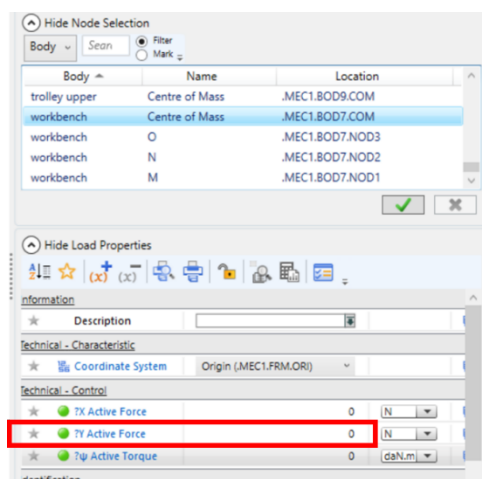 Hide Node Selection
Body Sean Filter
Mark
Body Name Location
trolley upper Centre of Mass .MEC1.BOD9.COM
workbench Centre of Mass .MEC1.BOD7.COM
workbench O .MEC1.BOD7.NOD3
workbench N .MEC1.BOD7.NOD2
workbench M .MEC1.BOD7.NOD1
Hide Load Properties
nformation
Description
Technical - Characteristic
Coordinate System Origin (.MEC1.FRM.ORI)
Technical - Control
?X Active Force 0 N
?Y Active Force 0 N
?ψ Active Torque 0 daN.m